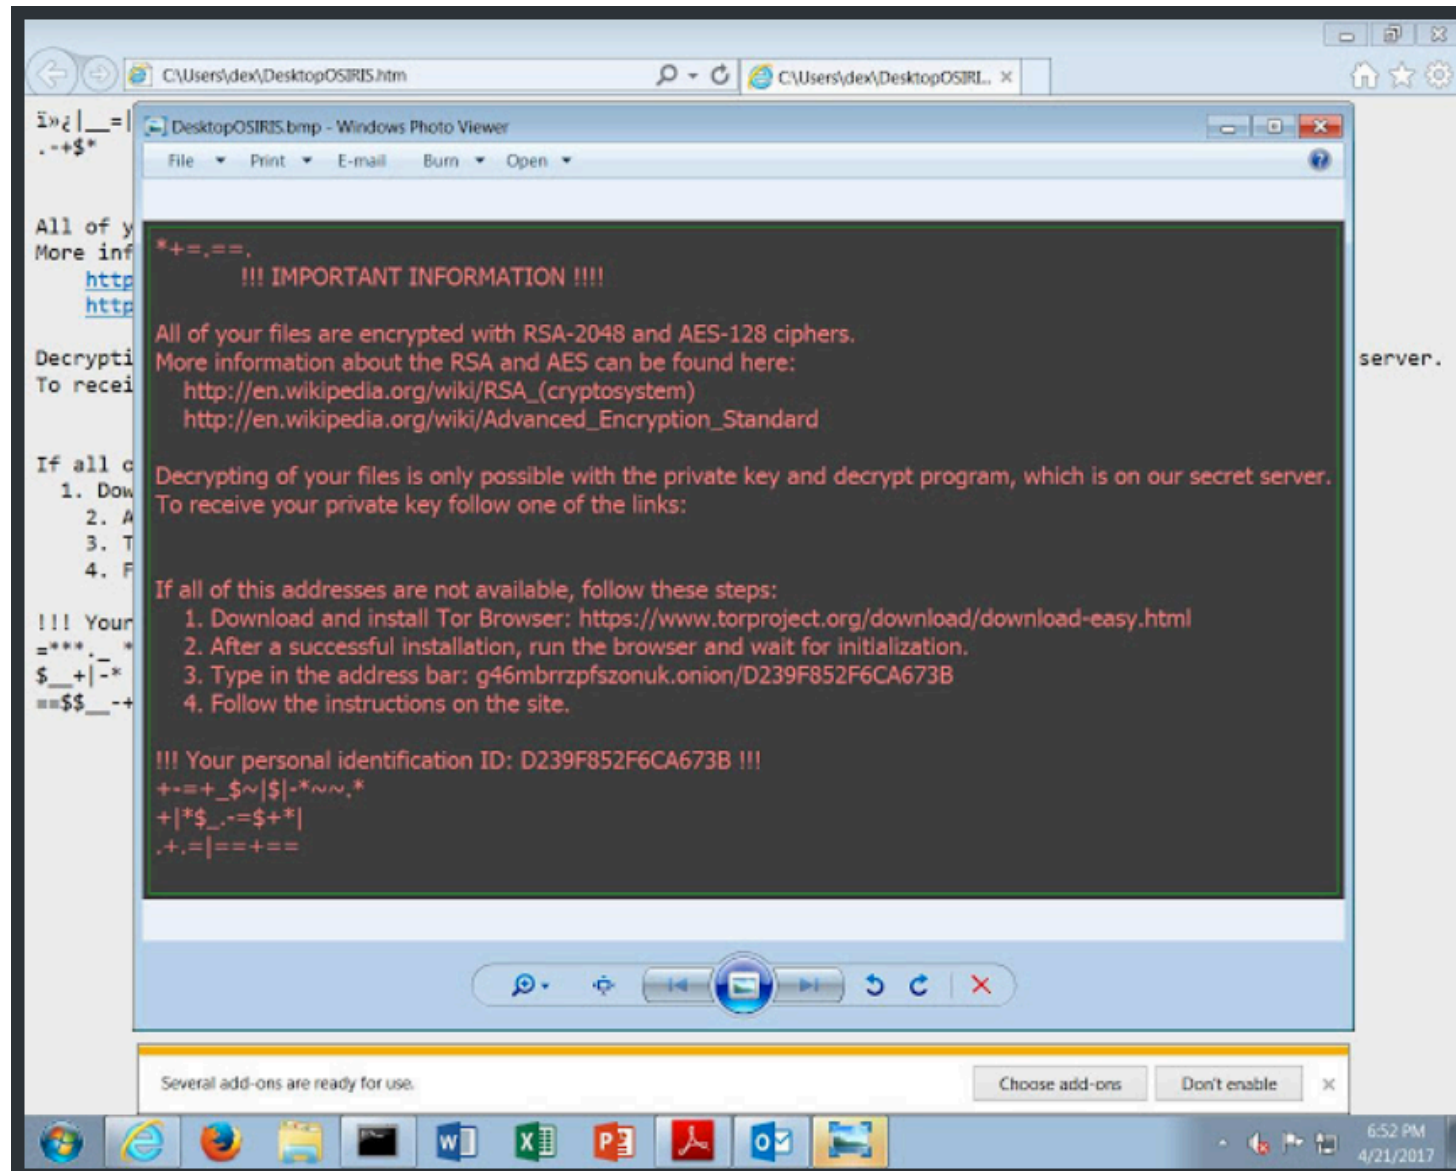 C:\Users\dex\DesktopOSIRIS.htm
C:\Users\dex\DesktopOSIRI...
ï»¿|__=|
.-+$*
All of y
More inf
http
http
Decrypti
server.
To recei
If all o
1. Dow
2. A
3. T
4. F
!!! Your
=***._ *
$__+|-*
==$$__-+
DesktopOSIRIS.bmp - Windows Photo Viewer
File Print E-mail Burn Open
*+=.==.
!!! IMPORTANT INFORMATION !!!!
All of your files are encrypted with RSA-2048 and AES-128 ciphers.
More information about the RSA and AES can be found here:
http://en.wikipedia.org/wiki/RSA_(cryptosystem)
http://en.wikipedia.org/wiki/Advanced_Encryption_Standard
Decrypting of your files is only possible with the private key and decrypt program, which is on our secret server.
To receive your private key follow one of the links:
If all of this addresses are not available, follow these steps:
1. Download and install Tor Browser: https://www.torproject.org/download/download-easy.html
2. After a successful installation, run the browser and wait for initialization.
3. Type in the address bar: g46mbrrzpfszonuk.onion/D239F852F6CA673B
4. Follow the instructions on the site.
!!! Your personal identification ID: D239F852F6CA673B !!!
+-=+_$~|$|-*~~.*
+|*$_.-=$+*|
.+.=|==+==
Several add-ons are ready for use.
Choose add-ons
Don't enable
6:52 PM
4/21/2017